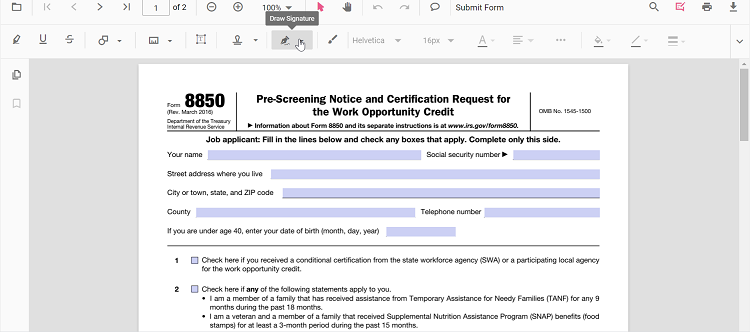 1 of 2 100% Submit Form
Draw Signature
Helvetica 16px
Form 8850
(Rev. March 2016)
Department of the Treasury
Internal Revenue Service
Pre-Screening Notice and Certification Request for
the Work Opportunity Credit
▶ Information about Form 8850 and its separate instructions is at www.irs.gov/form8850.
OMB No. 1545-1500
Job applicant: Fill in the lines below and check any boxes that apply. Complete only this side.
Your name Social security number ▶
Street address where you live
City or town, state, and ZIP code
County Telephone number
If you are under age 40, enter your date of birth (month, day, year)
1 Check here if you received a conditional certification from the state workforce agency (SWA) or a participating local agency
for the work opportunity credit.
2 Check here if any of the following statements apply to you.
• I am a member of a family that has received assistance from Temporary Assistance for Needy Families (TANF) for any 9
months during the past 18 months.
• I am a veteran and a member of a family that received Supplemental Nutrition Assistance Program (SNAP) benefits (food
stamps) for at least a 3-month period during the past 15 months.